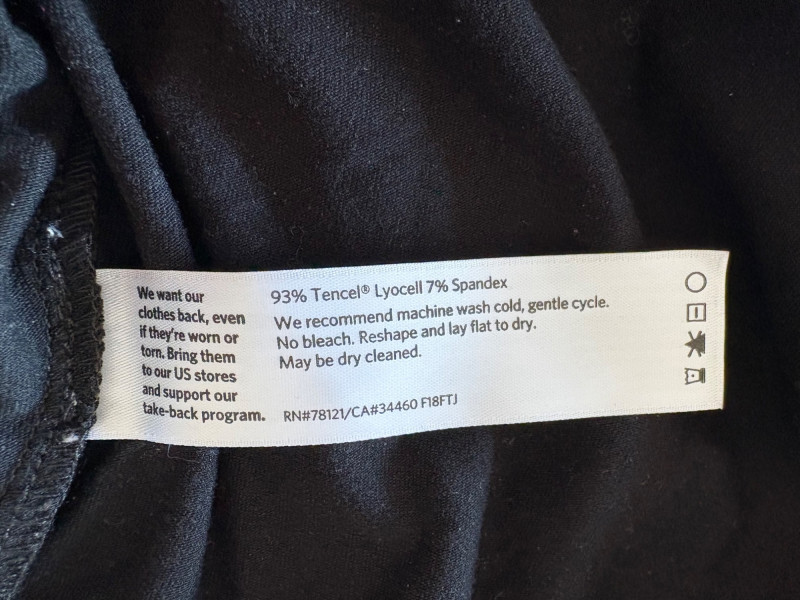 We want our
clothes back, even
if they're worn or
torn. Bring them
to our US stores
and support our
take-back program.
93% Tencel® Lyocell 7% Spandex
We recommend machine wash cold, gentle cycle.
No bleach. Reshape and lay flat to dry.
May be dry cleaned.
RN#78121/CA#34460 F18FTJ